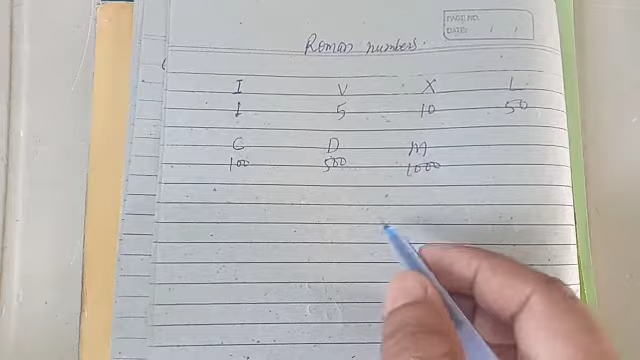 PAGE NO.
DATE: / /
Roman numbers.
I V X L
1 5 10 50
C D M
100 500 1000